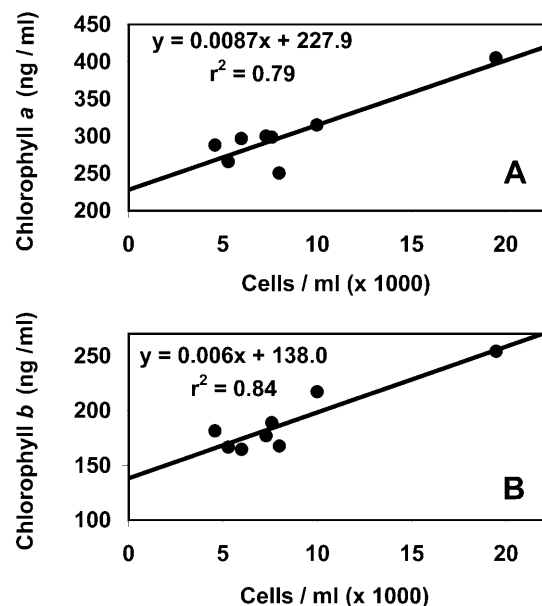 450
400
350
300
250
200
Chlorophyll a (ng / ml)
y = 0.0087x + 227.9
r² = 0.79
A
0 5 10 15 20
Cells / ml (x 1000)
250
200
150
100
Chlorophyll b (ng /ml)
y = 0.006x + 138.0
r² = 0.84
B
0 5 10 15 20
Cells / ml (x 1000)